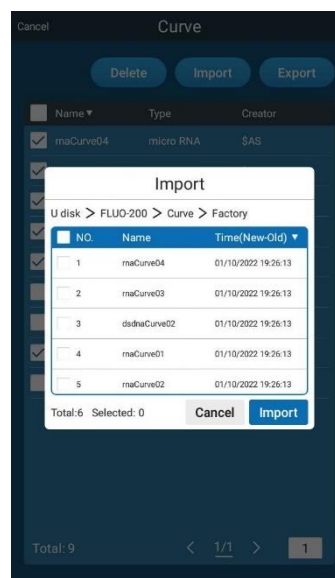 Cancel Curve
Delete Import Export
Name▼ Type Creator
rnaCurve04 micro RNA $AS
Import
U disk > FLUO-200 > Curve > Factory
NO. Name Time(New-Old) ▼
1 rnaCurve04 01/10/2022 19:26:13
2 rnaCurve03 01/10/2022 19:26:13
3 dsdnaCurve02 01/10/2022 19:26:13
4 rnaCurve01 01/10/2022 19:26:13
5 rnaCurve02 01/10/2022 19:26:13
Total:6 Selected: 0 Cancel Import
Total: 9 < 1/1 > 1